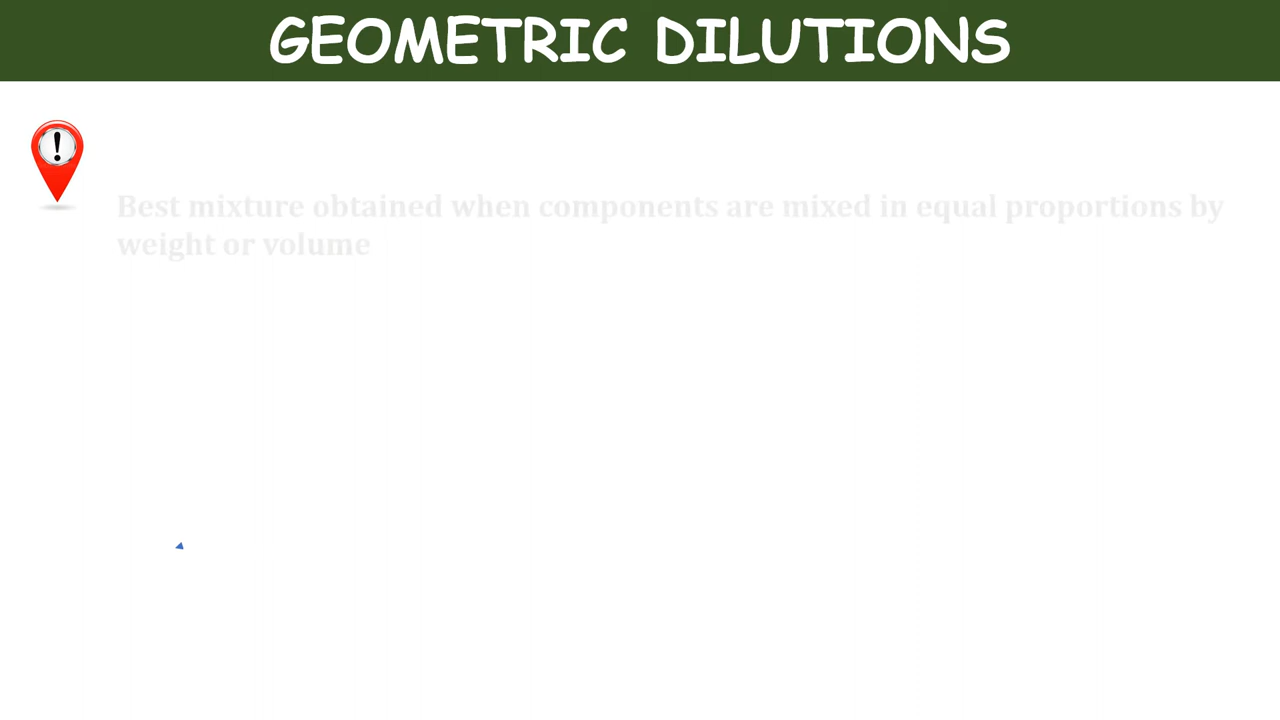 GEOMETRIC DILUTIONS
!
Best mixture obtained when components are mixed in equal proportions by
weight or volume